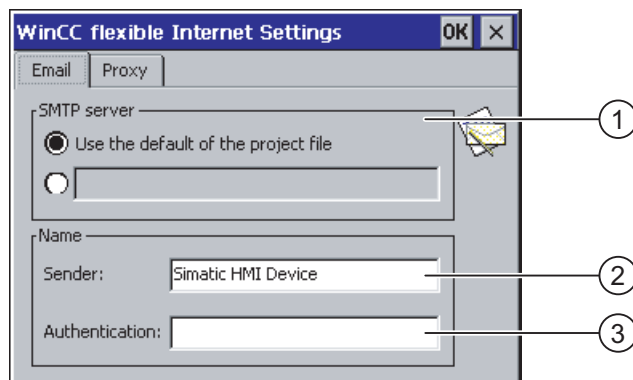 WinCC flexible Internet Settings OK ×
Email Proxy
SMTP server
1
Use the default of the project file
Name
Sender: Simatic HMI Device
2
Authentication:
3